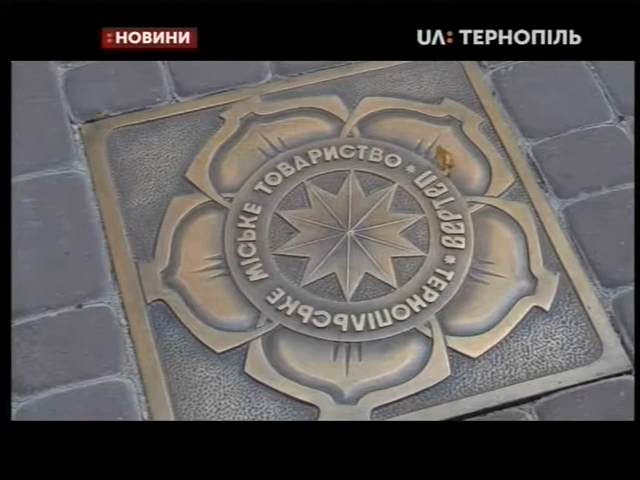 :НОВИНИ
UA: ТЕРНОПІЛЬ
ТЕРНОПІЛЬСЬКЕ МІСЬКЕ ТОВАРИСТВО * ВЕРТЕП *